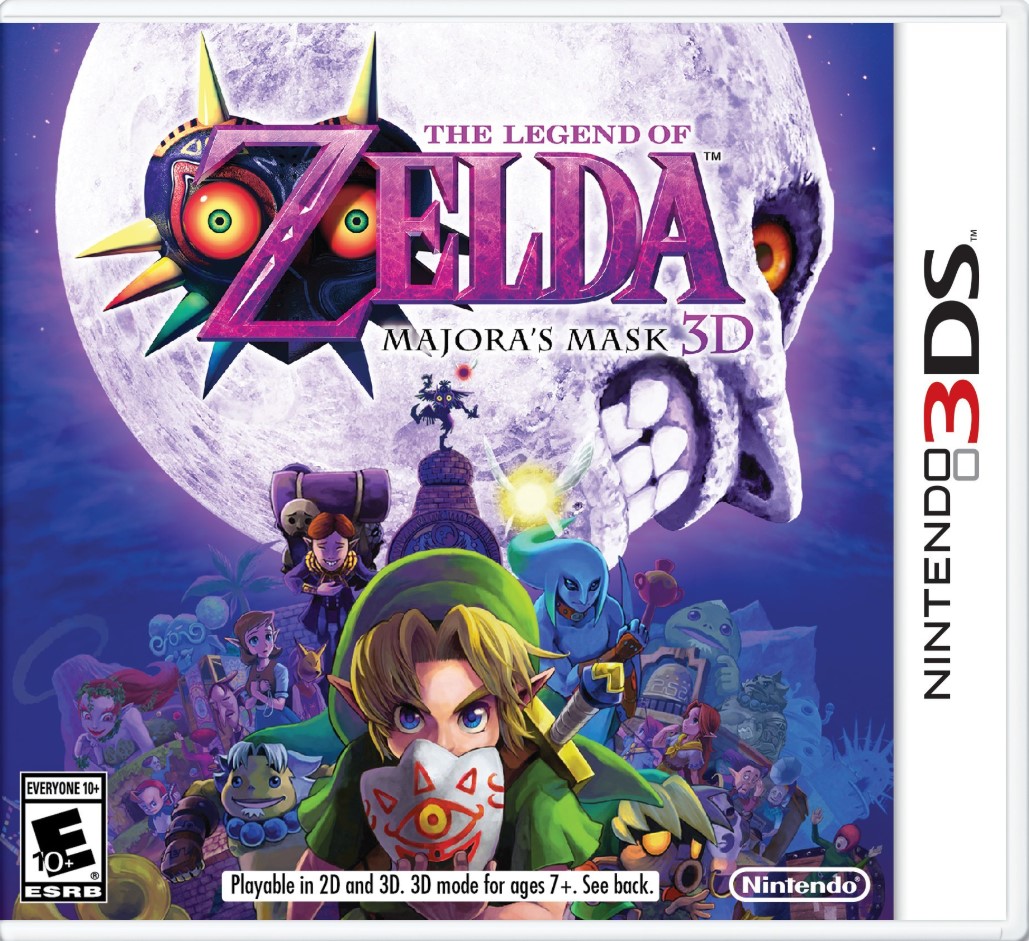 THE LEGEND OF
ZELDA™
MAJORA'S MASK 3D
NINTENDO 3DS™
EVERYONE 10+
E
10+
®
ESRB
Playable in 2D and 3D. 3D mode for ages 7+. See back.
Nintendo®